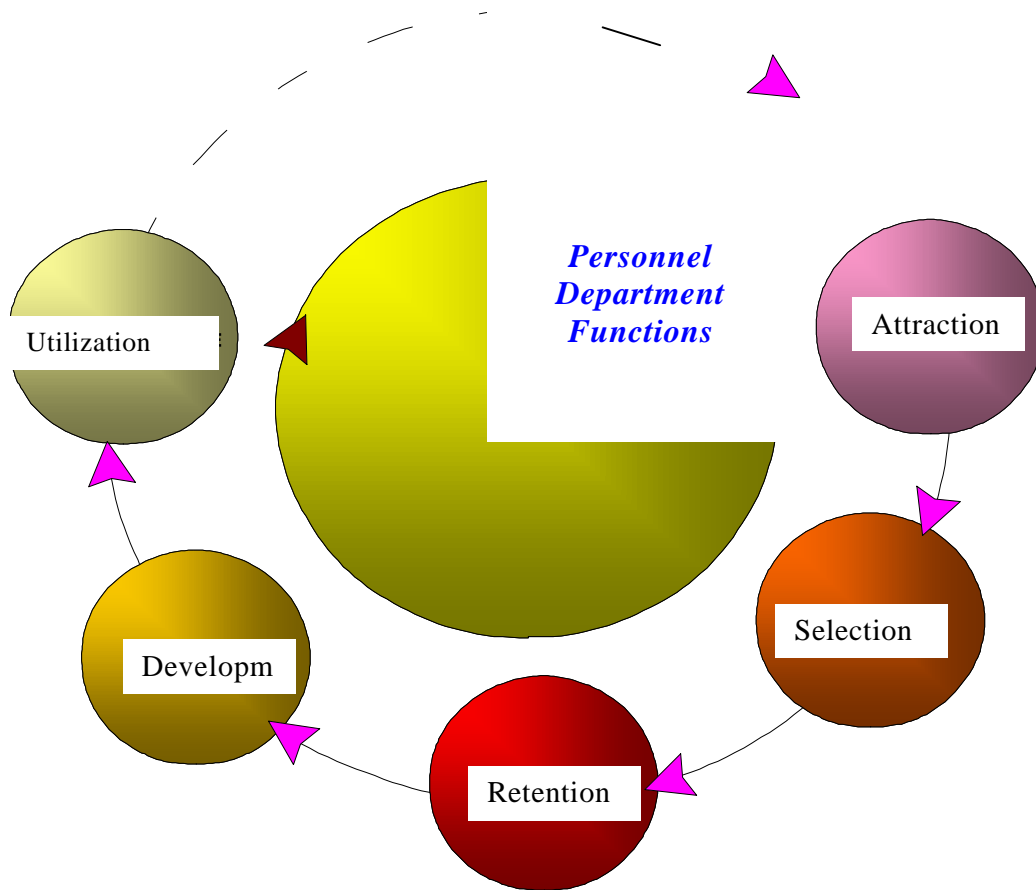 Personnel
Department
Functions
Attraction
Selection
Retention
Developm
Utilization